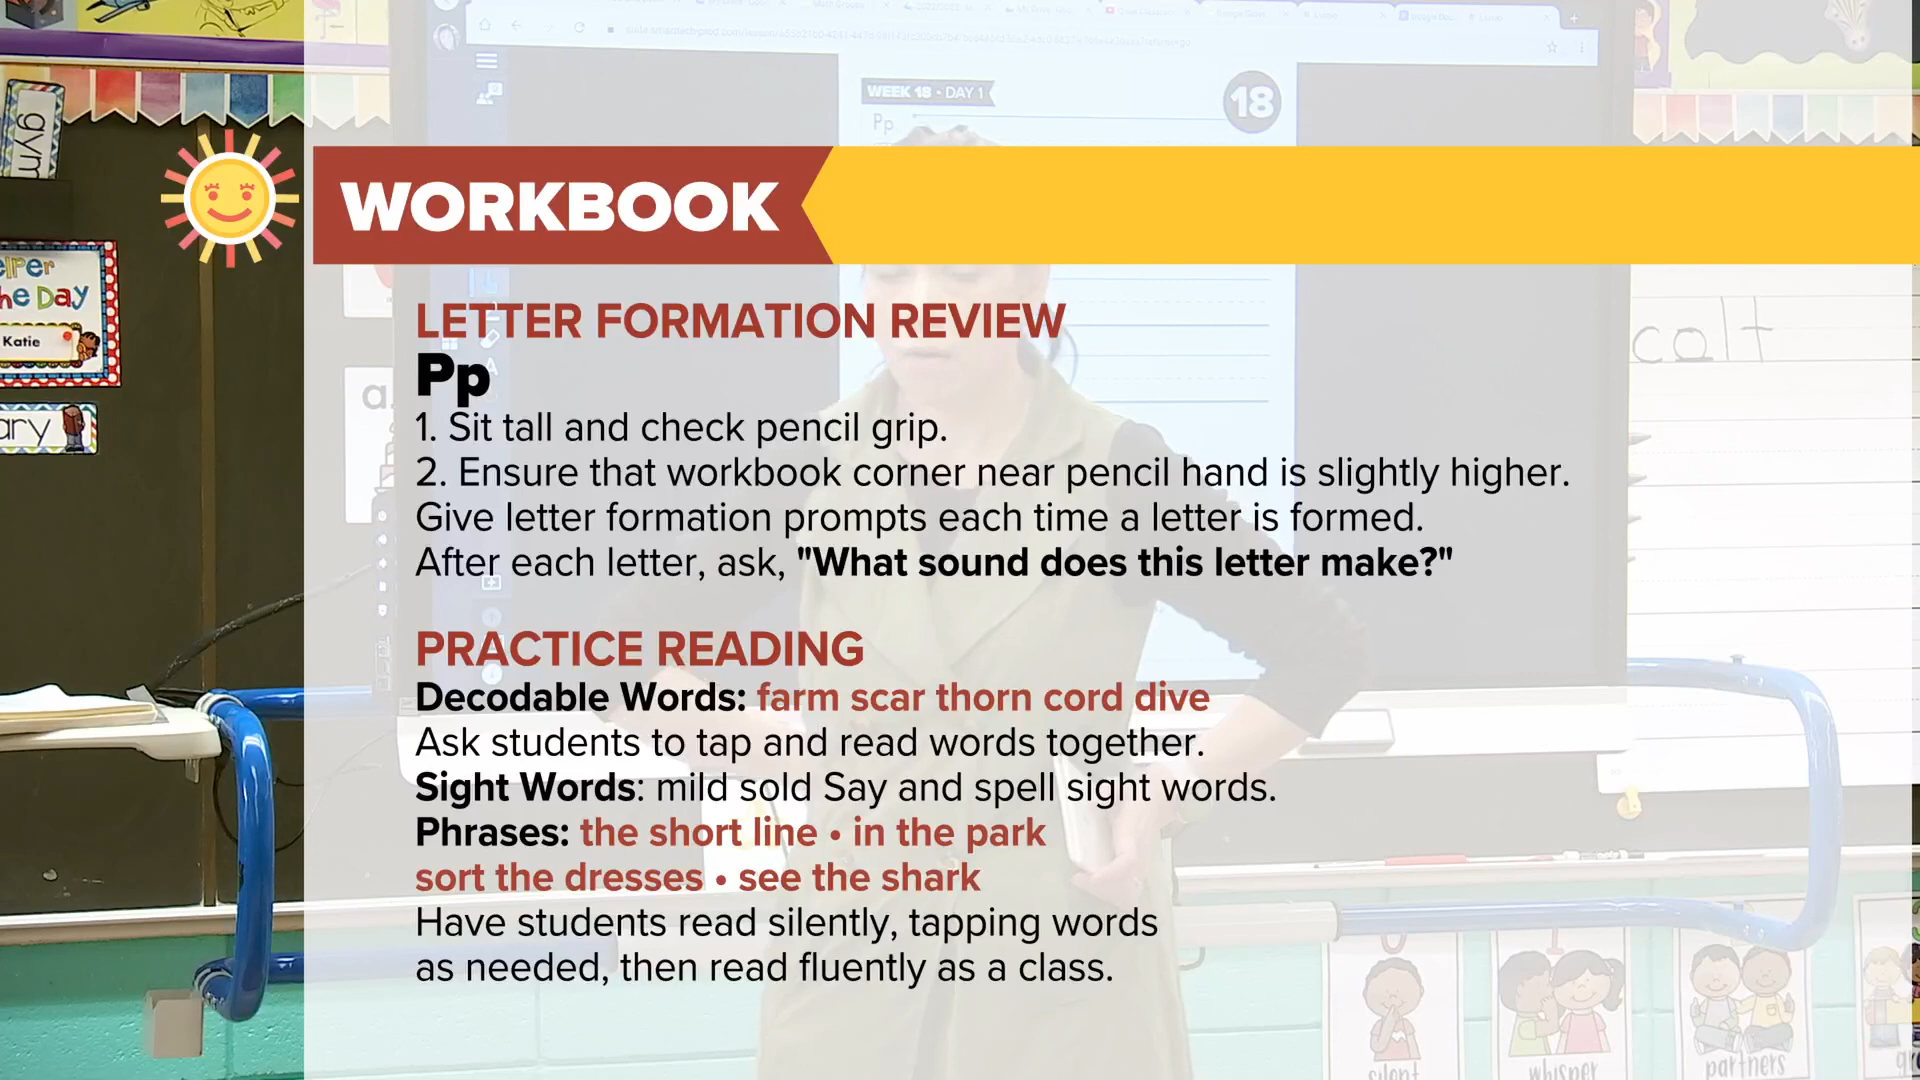 WEEK 18 • DAY 1
18
Pp
gym
WORKBOOK
elper
he Day
Katie
ary
colt
a
LETTER FORMATION REVIEW
Pp
1. Sit tall and check pencil grip.
2. Ensure that workbook corner near pencil hand is slightly higher.
Give letter formation prompts each time a letter is formed.
After each letter, ask, "What sound does this letter make?"
PRACTICE READING
Decodable Words: farm scar thorn cord dive
Ask students to tap and read words together.
Sight Words: mild sold Say and spell sight words.
Phrases: the short line • in the park
sort the dresses • see the shark
Have students read silently, tapping words
as needed, then read fluently as a class.
silent
whisper
partners